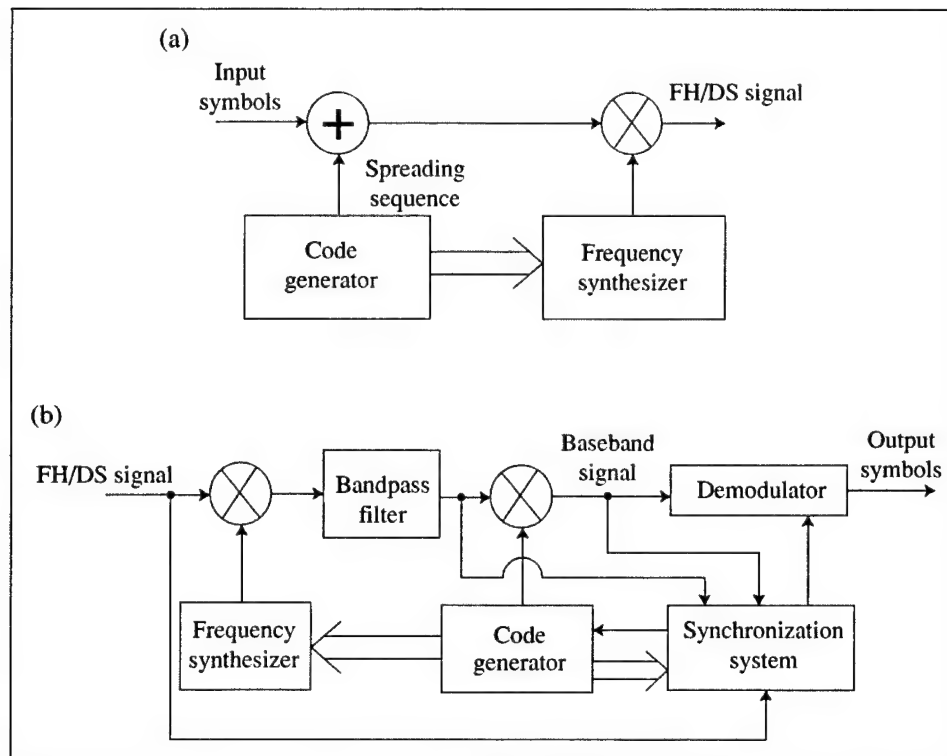 (a)
Input
symbols
FH/DS signal
+
Spreading
sequence
Code
generator
Frequency
synthesizer
(b)
FH/DS signal
Bandpass
filter
Baseband
signal
Demodulator
Output
symbols
Frequency
synthesizer
Code
generator
Synchronization
system